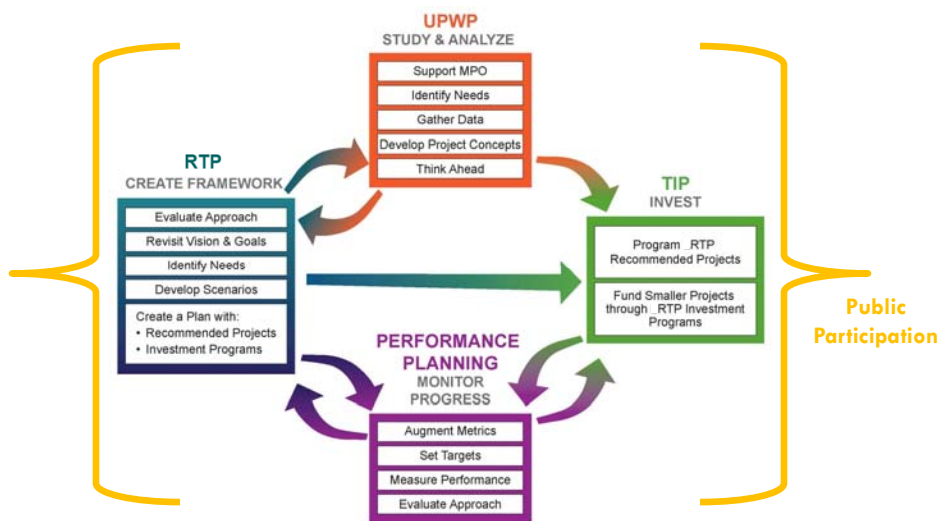 UPWP
STUDY & ANALYZE
Support MPO
Identify Needs
Gather Data
Develop Project Concepts
Think Ahead
RTP
CREATE FRAMEWORK
Evaluate Approach
Revisit Vision & Goals
Identify Needs
Develop Scenarios
Create a Plan with:
• Recommended Projects
• Investment Programs
TIP
INVEST
Program _RTP
Recommended Projects
Fund Smaller Projects
through _RTP Investment
Programs
PERFORMANCE
PLANNING
MONITOR
PROGRESS
Augment Metrics
Set Targets
Measure Performance
Evaluate Approach
Public
Participation